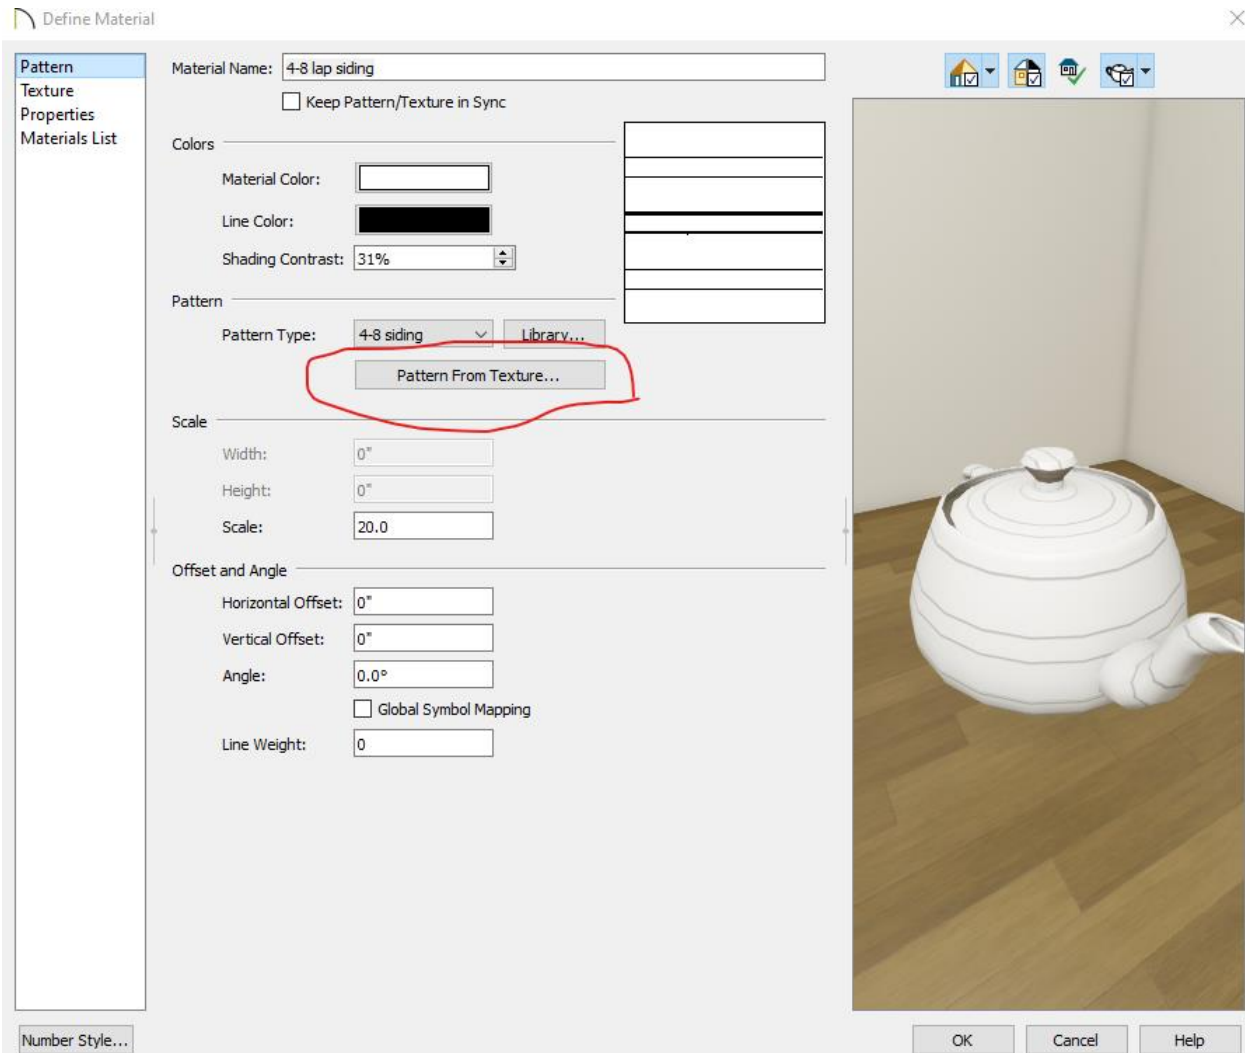 Define Material
Pattern
Texture
Properties
Materials List
Material Name: 4-8 lap siding
Keep Pattern/Texture in Sync
Colors
Material Color:
Line Color:
Shading Contrast: 31%
Pattern
Pattern Type: 4-8 siding Library...
Pattern From Texture...
Scale
Width: 0"
Height: 0"
Scale: 20.0
Offset and Angle
Horizontal Offset: 0"
Vertical Offset: 0"
Angle: 0.0°
Global Symbol Mapping
Line Weight: 0
Number Style... OK Cancel Help